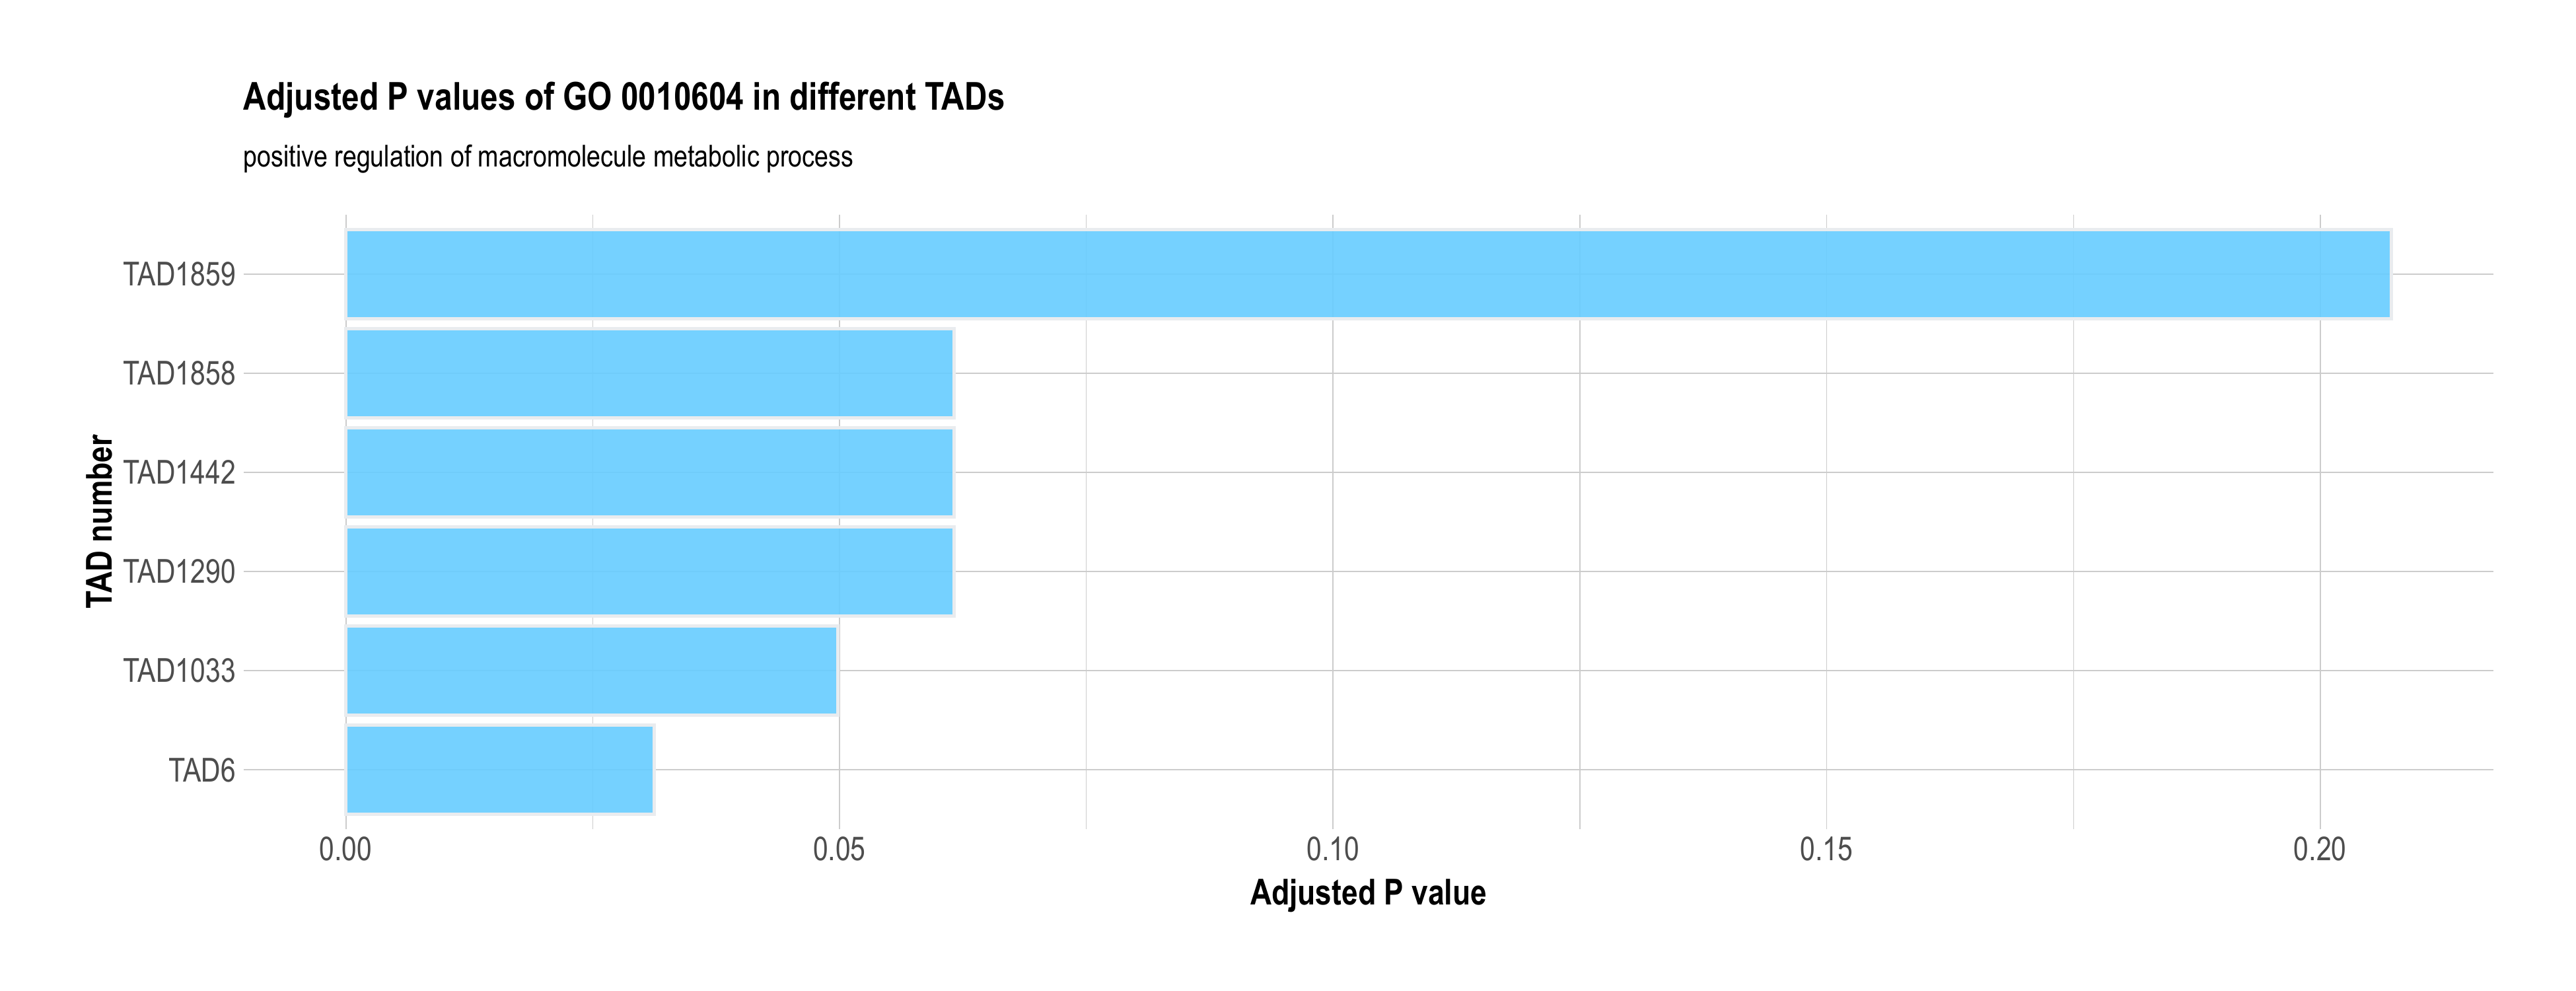 Adjusted P values of GO 0010604 in different TADs
positive regulation of macromolecule metabolic process
TAD number
TAD1859
TAD1858
TAD1442
TAD1290
TAD1033
TAD6
0.00 0.05 0.10 0.15 0.20
Adjusted P value